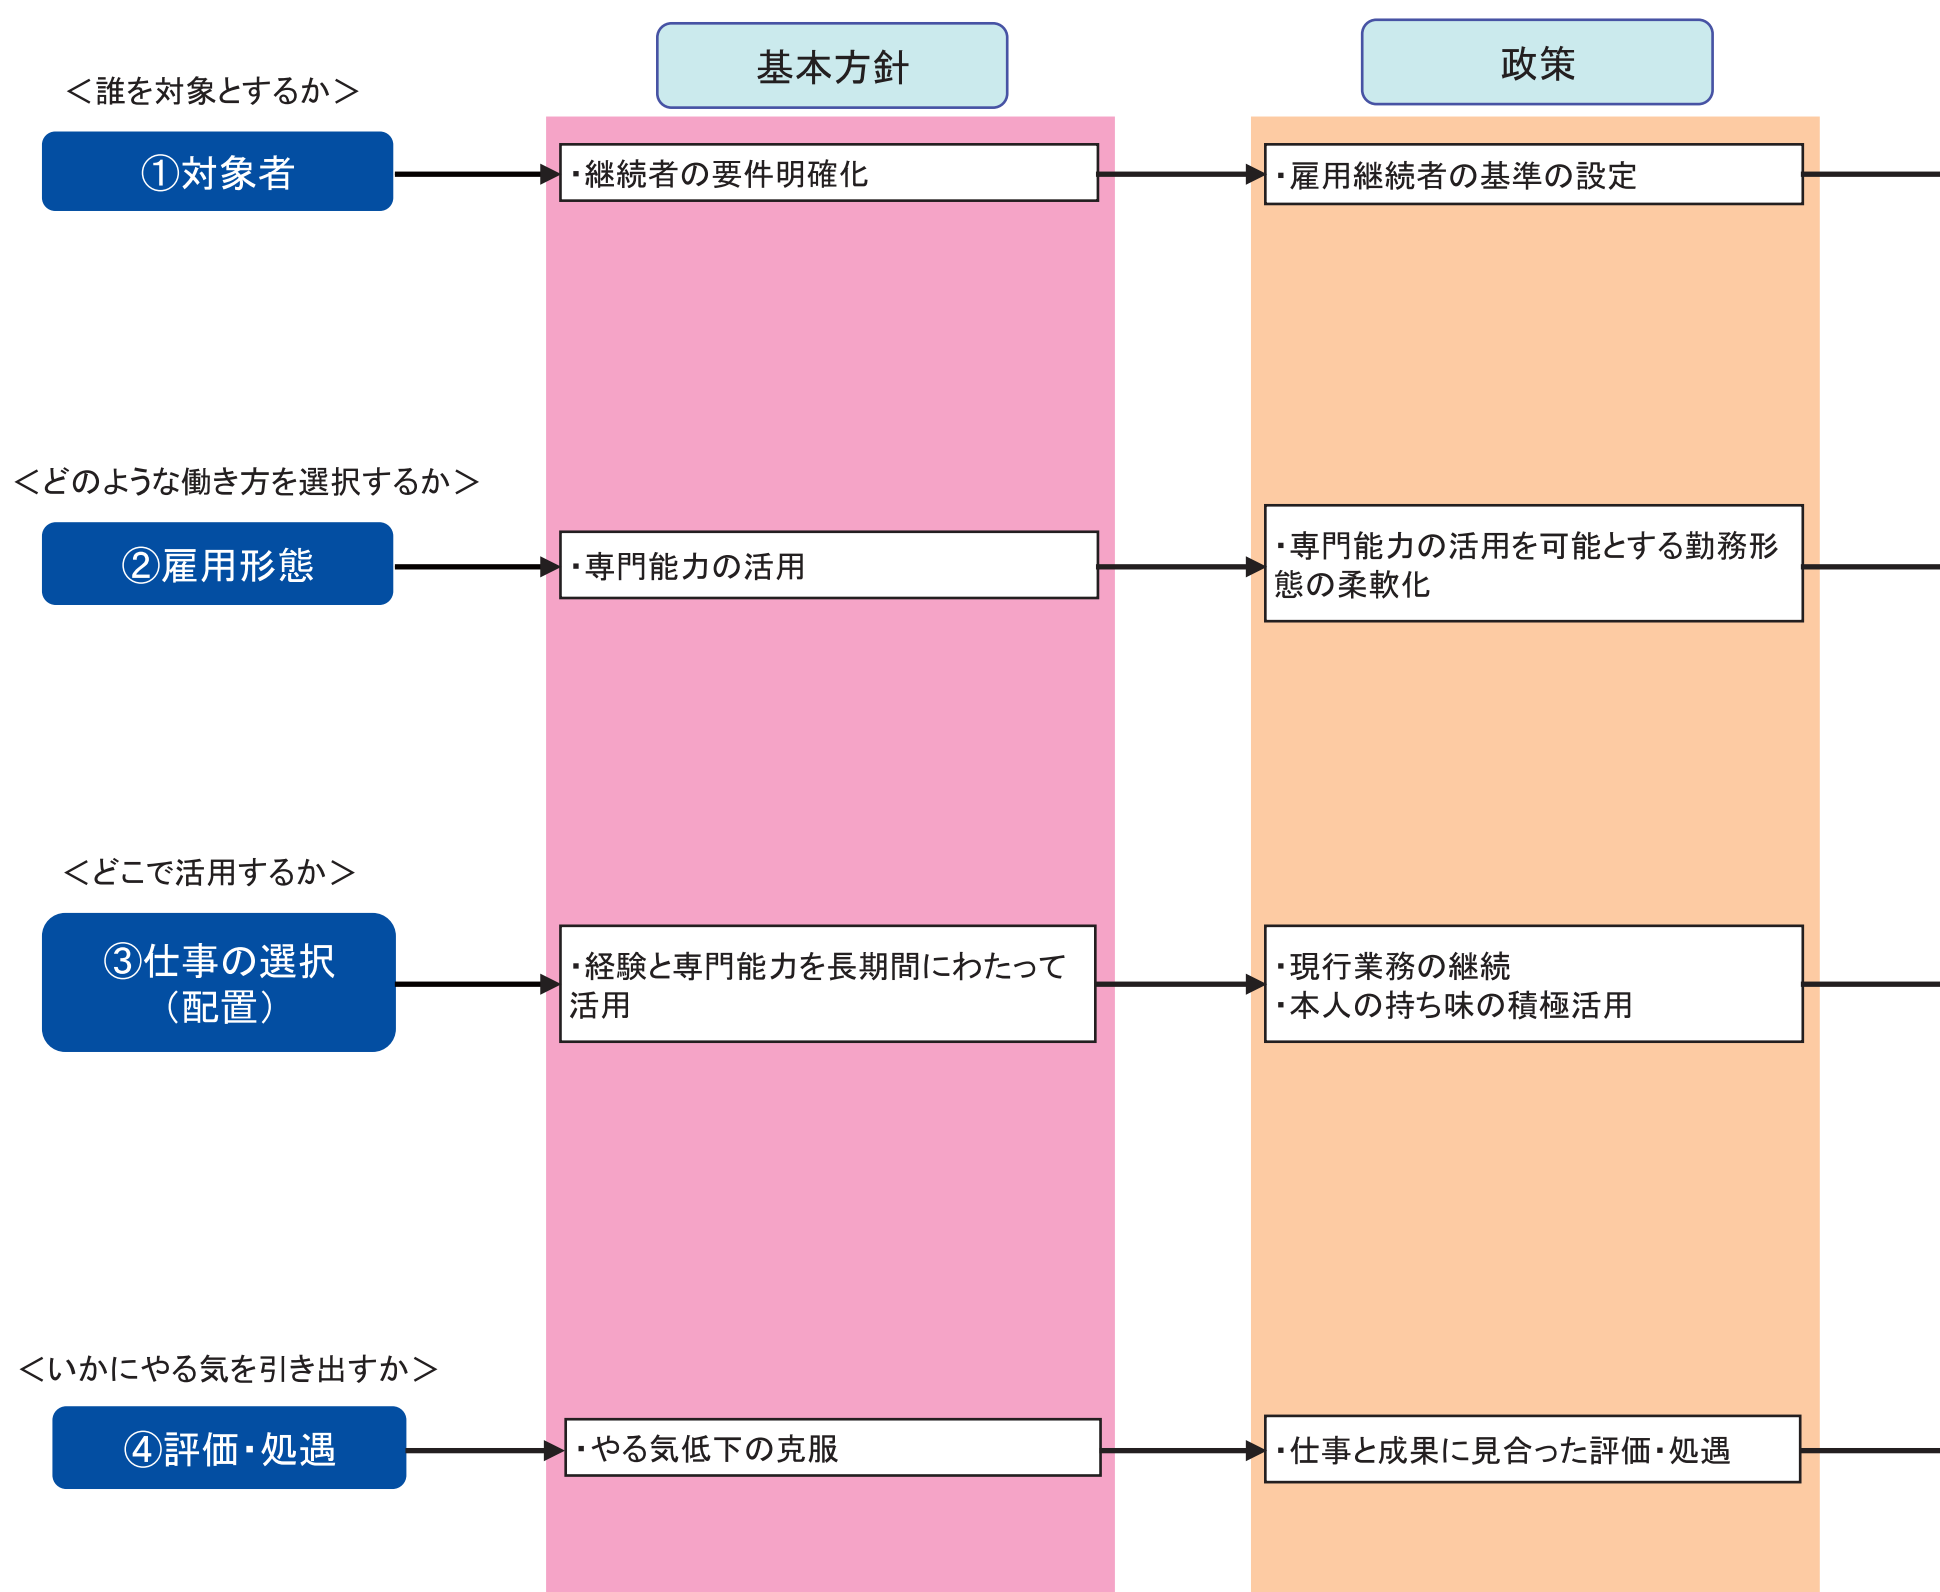 基本方針
政策
＜誰を対象とするか＞
①対象者
・継続者の要件明確化
・雇用継続者の基準の設定
＜どのような働き方を選択するか＞
②雇用形態
・専門能力の活用
・専門能力の活用を可能とする勤務形
態の柔軟化
＜どこで活用するか＞
③仕事の選択
（配置）
・経験と専門能力を長期間にわたって
活用
・現行業務の継続
・本人の持ち味の積極活用
＜いかにやる気を引き出すか＞
④評価・処遇
・やる気低下の克服
・仕事と成果に見合った評価・処遇